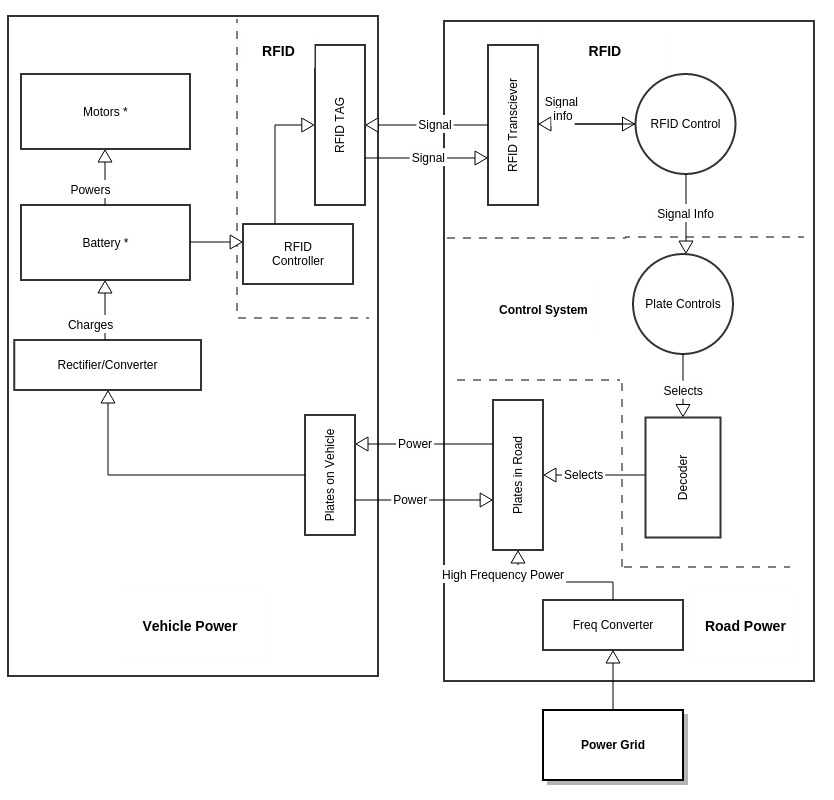 RFID
RFID TAG
Motors *
Powers
Battery *
RFID
Controller
Charges
Rectifier/Converter
Plates on Vehicle
Vehicle Power
Signal
Signal
Power
Power
RFID
RFID Transciever
Signal
info
RFID Control
Signal Info
Control System
Plate Controls
Selects
Decoder
Selects
Plates in Road
High Frequency Power
Freq Converter
Road Power
Power Grid